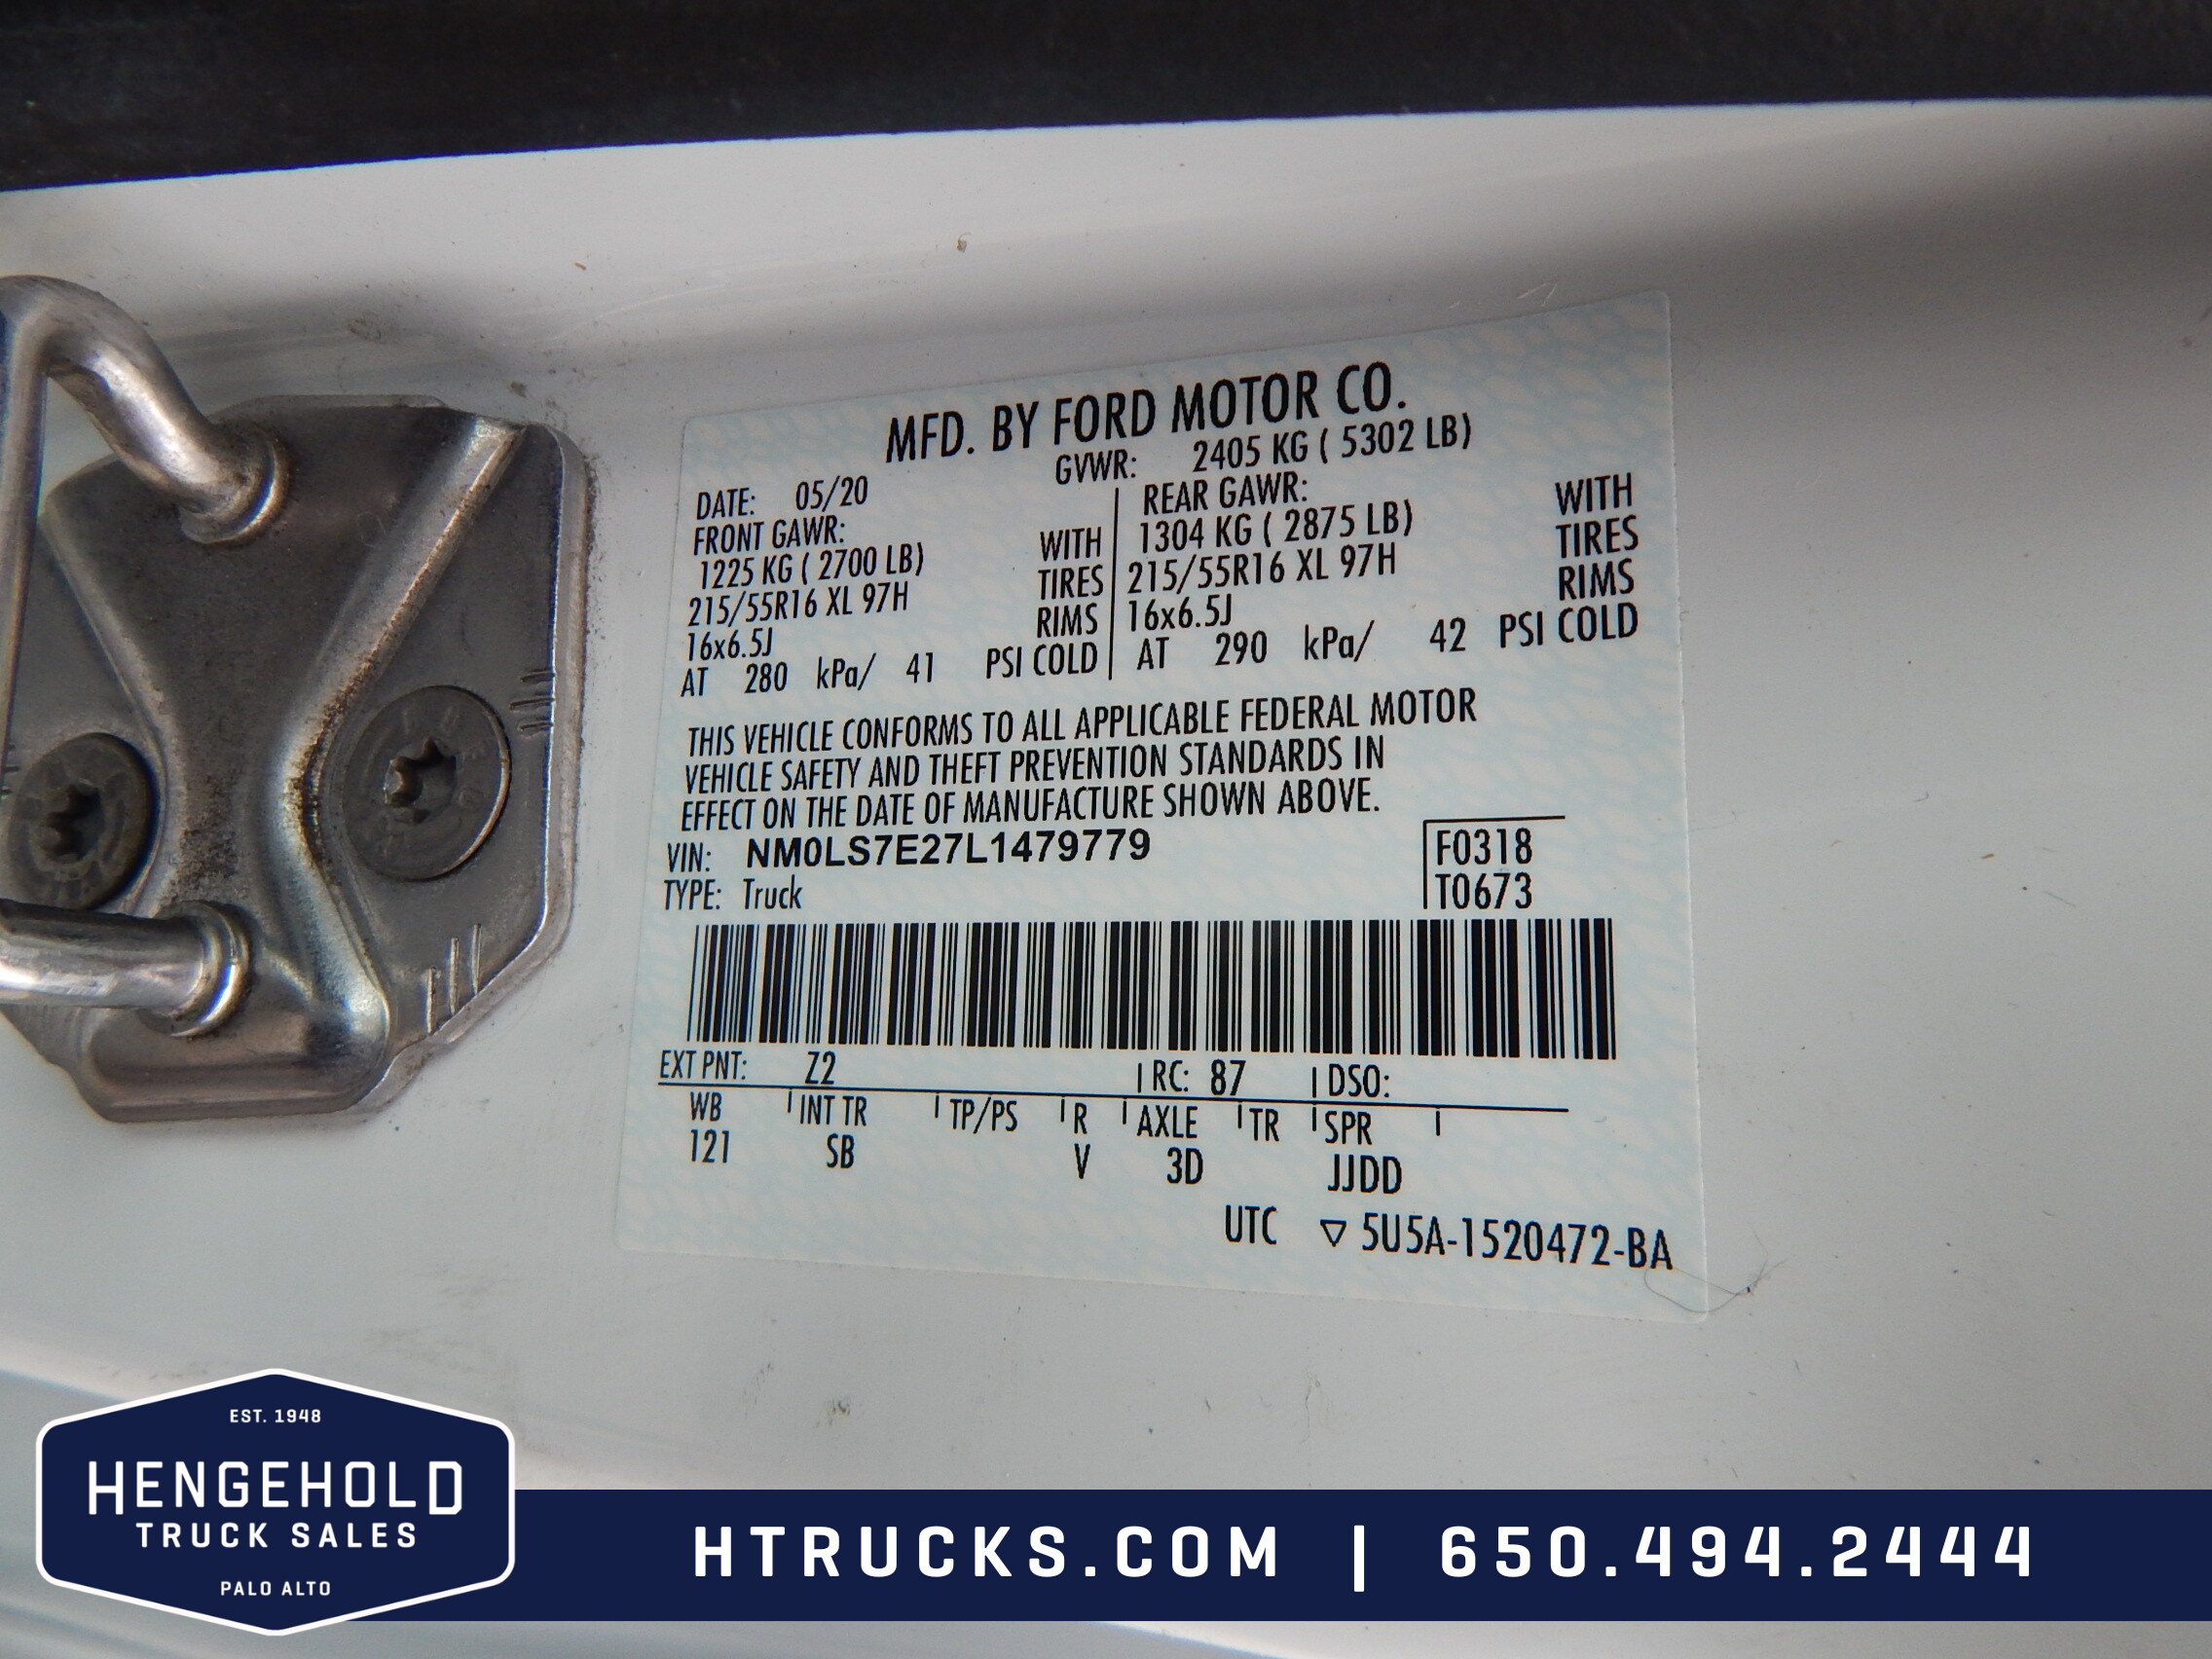 MFD. BY FORD MOTOR CO.
DATE: 05/20 GVWR: 2405 KG ( 5302 LB)
FRONT GAWR: REAR GAWR: WITH
1225 KG ( 2700 LB) WITH 1304 KG ( 2875 LB) TIRES
215/55R16 XL 97H TIRES 215/55R16 XL 97H RIMS
16x6.5J RIMS 16x6.5J
AT 280 kPa/ 41 PSI COLD AT 290 kPa/ 42 PSI COLD
THIS VEHICLE CONFORMS TO ALL APPLICABLE FEDERAL MOTOR
VEHICLE SAFETY AND THEFT PREVENTION STANDARDS IN
EFFECT ON THE DATE OF MANUFACTURE SHOWN ABOVE.
VIN: NM0LS7E27L1479779 F0318
TYPE: Truck T0673
EXT PNT: Z2 RC: 87 DSO:
WB INT TR TP/PS R AXLE TR SPR
121 SB V 3D JJDD
UTC ▽ 5U5A-1520472-BA
EST. 1948
HENGEHOLD
TRUCK SALES
PALO ALTO
HTRUCKS.COM | 650.494.2444